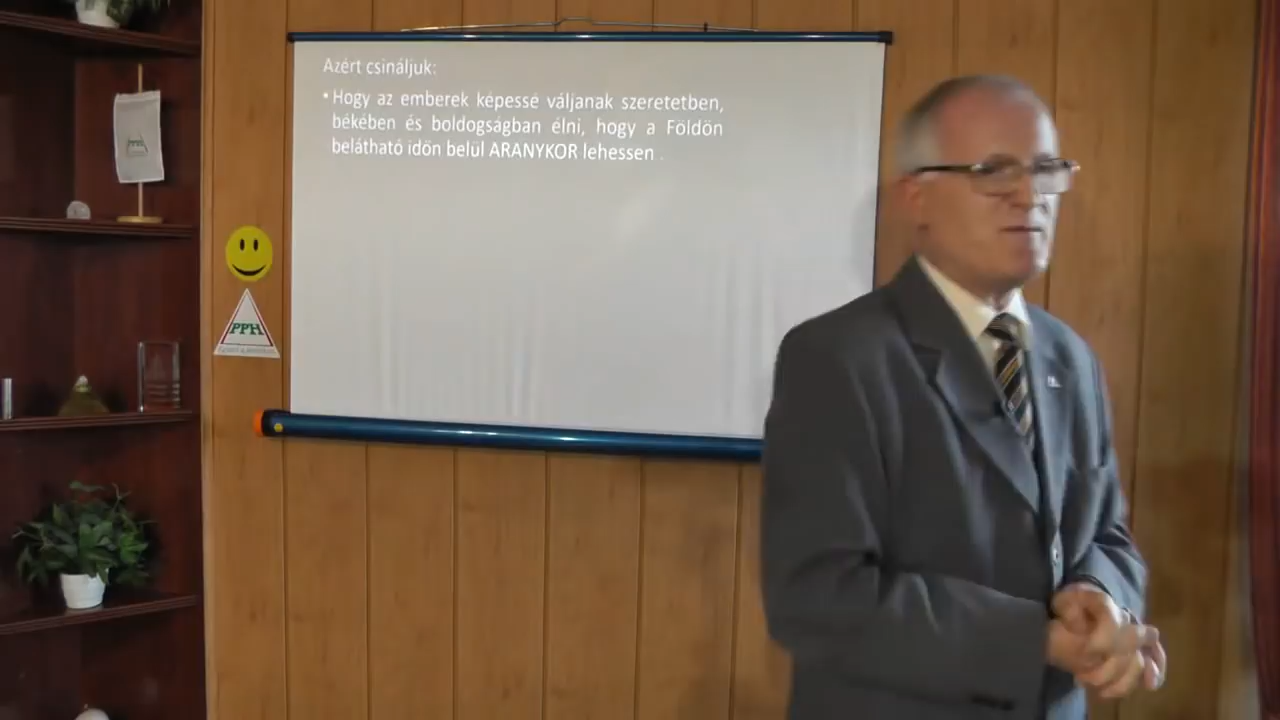 Azért csináljuk:
• Hogy az emberek képessé váljanak szeretetben,
békében és boldogságban élni, hogy a Földön
belátható időn belül ARANYKOR lehessen .
PPH